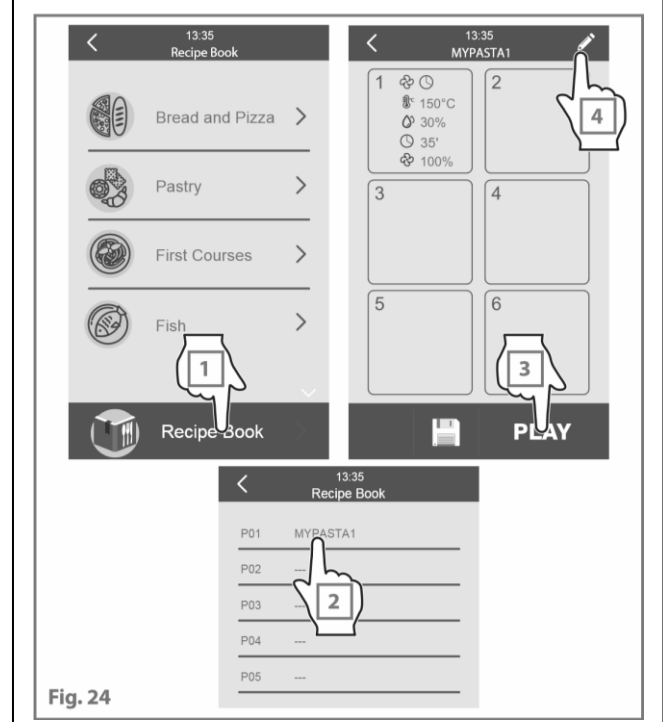 13:35
Recipe Book
Bread and Pizza
Pastry
First Courses
Fish
1
Recipe Book
13:35
MYPASTA1
4
1
150°C
30%
35'
100%
2
3
4
5
6
3
PLAY
13:35
Recipe Book
P01 MYPASTA1
P02 ---
P03 ---
2
P04 ---
P05 ---
Fig. 24